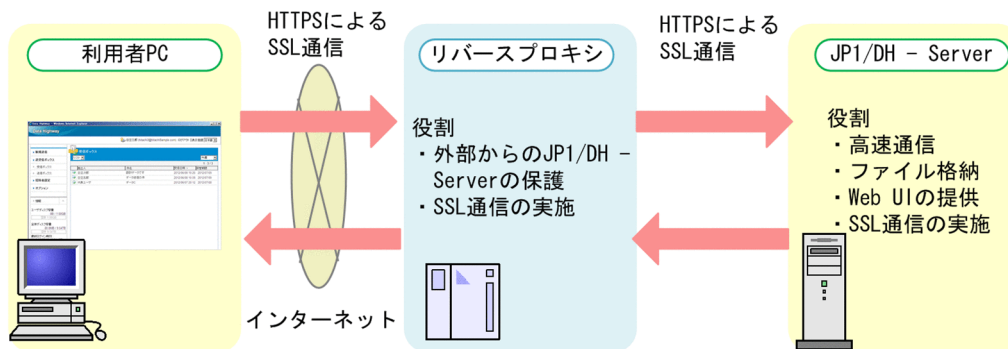 HTTPSによる
SSL通信
HTTPSによる
SSL通信
利用者PC
リバースプロキシ
JP1/DH − Server
役割
・外部からのJP1/DH −
Serverの保護
・SSL通信の実施
役割
・高速通信
・ファイル格納
・Web UIの提供
・SSL通信の実施
インターネット